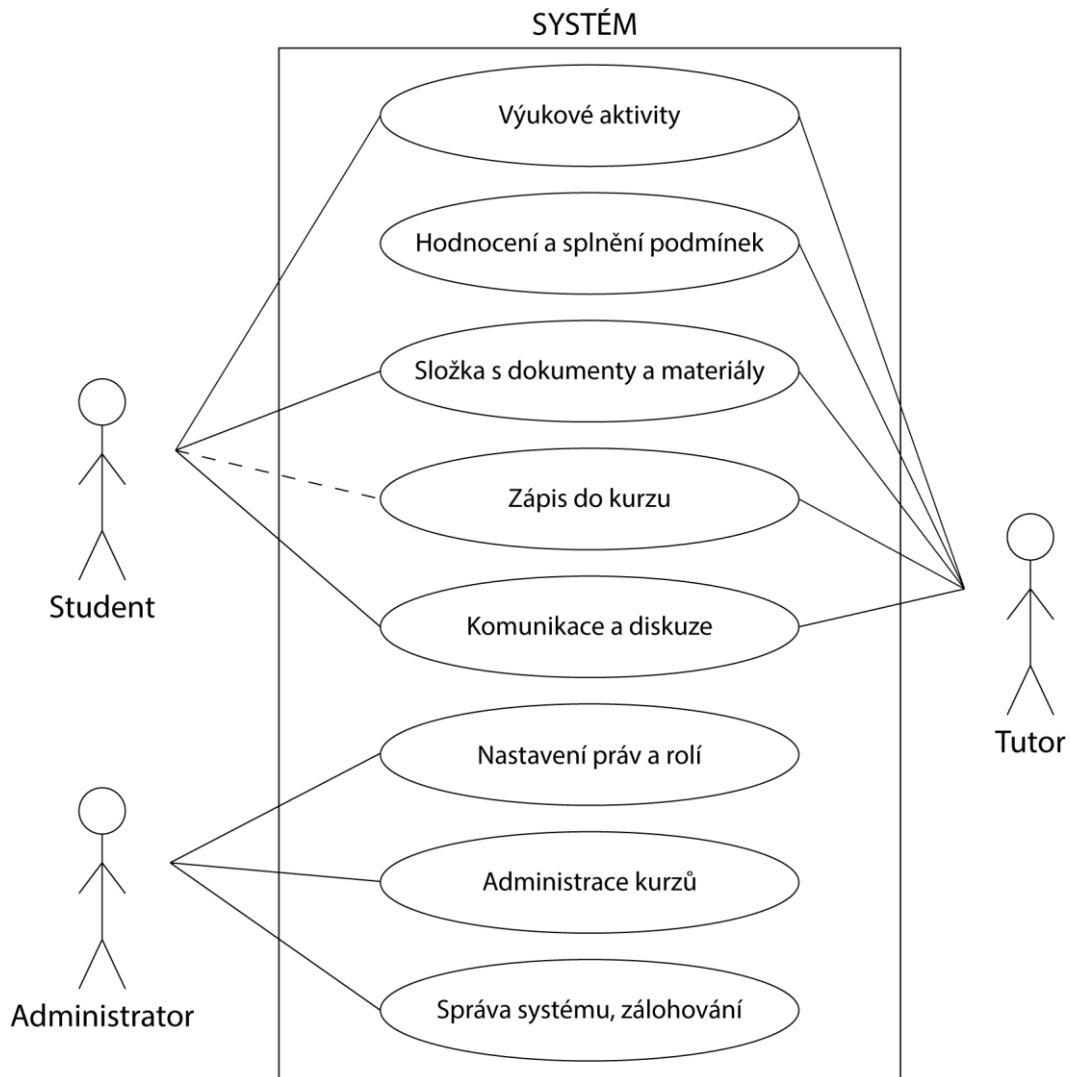 SYSTÉM
Výukové aktivity
Hodnocení a splnění podmínek
Složka s dokumenty a materiály
Zápis do kurzu
Student
Komunikace a diskuze
Tutor
Nastavení práv a rolí
Administrace kurzů
Administrator
Správa systému, zálohování